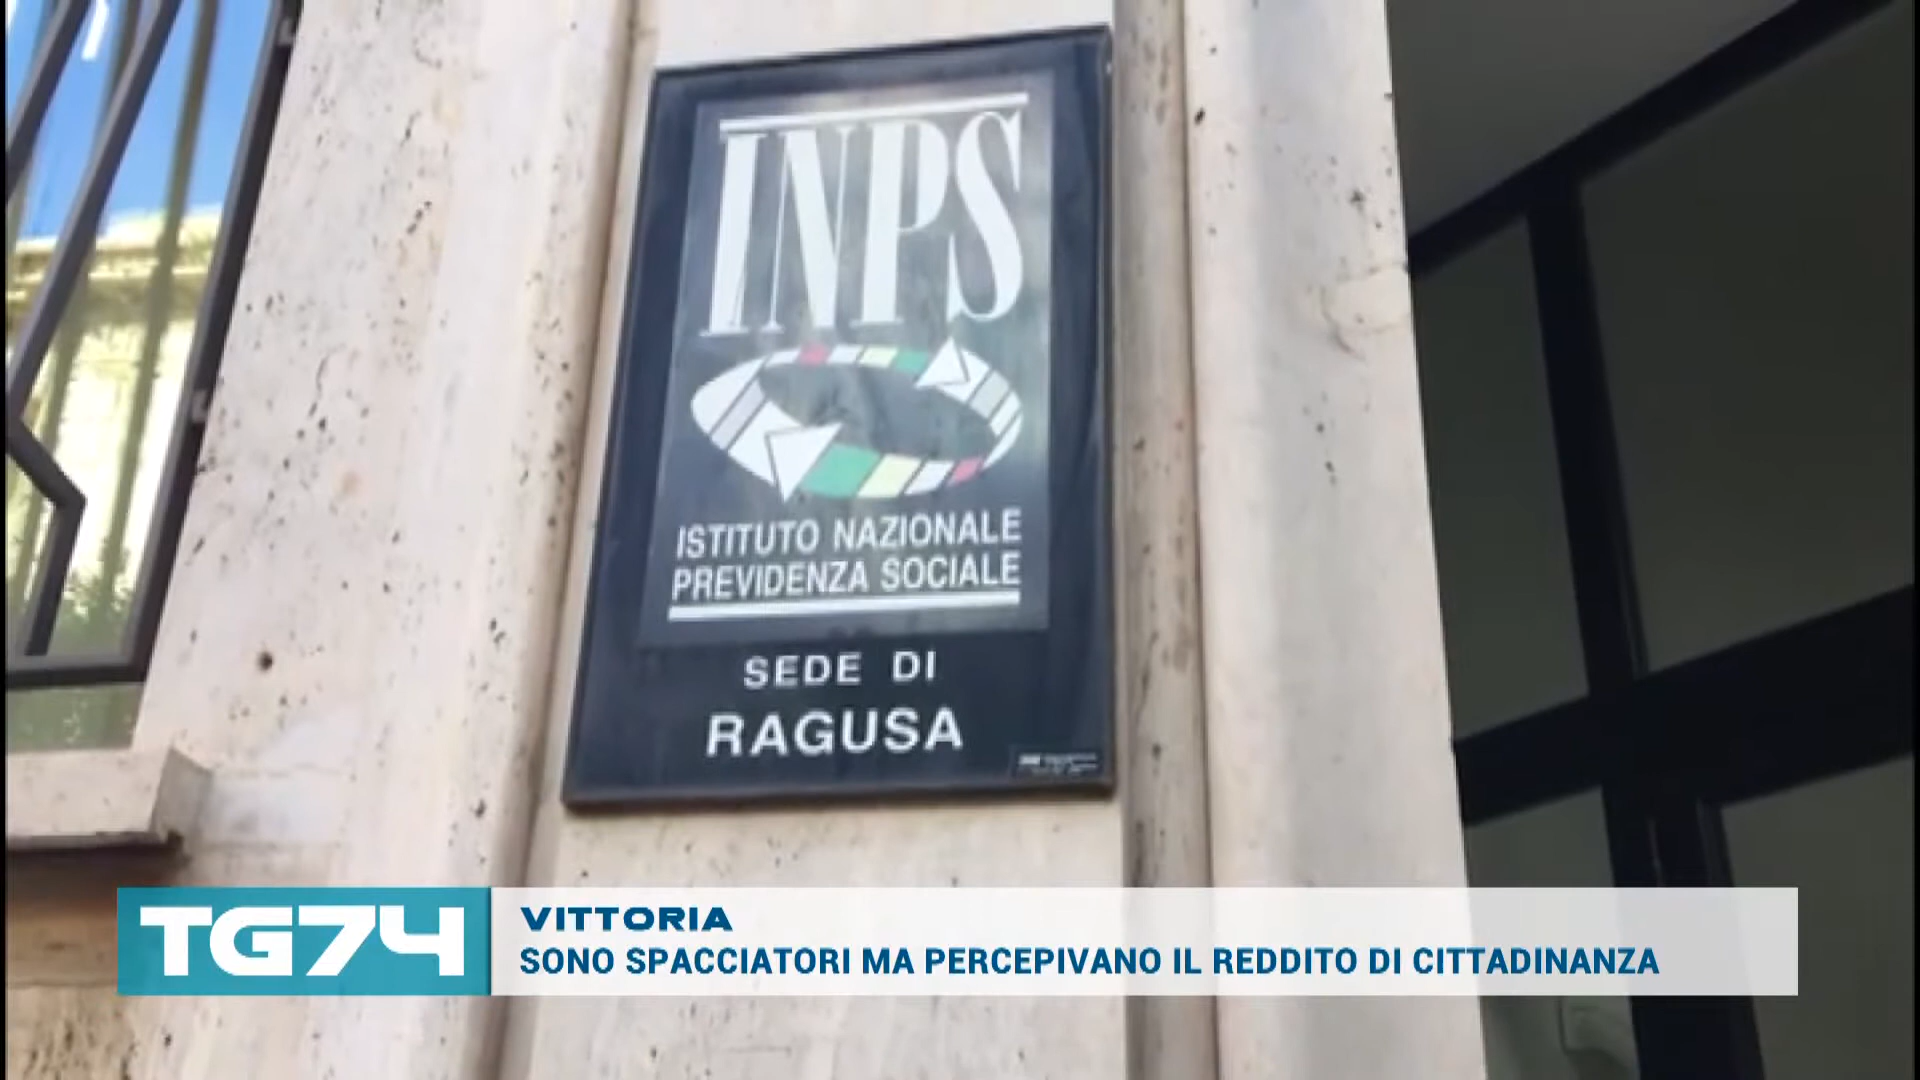 INPS
ISTITUTO NAZIONALE
PREVIDENZA SOCIALE
SEDE DI
RAGUSA
TG74
VITTORIA
SONO SPACCIATORI MA PERCEPIVANO IL REDDITO DI CITTADINANZA